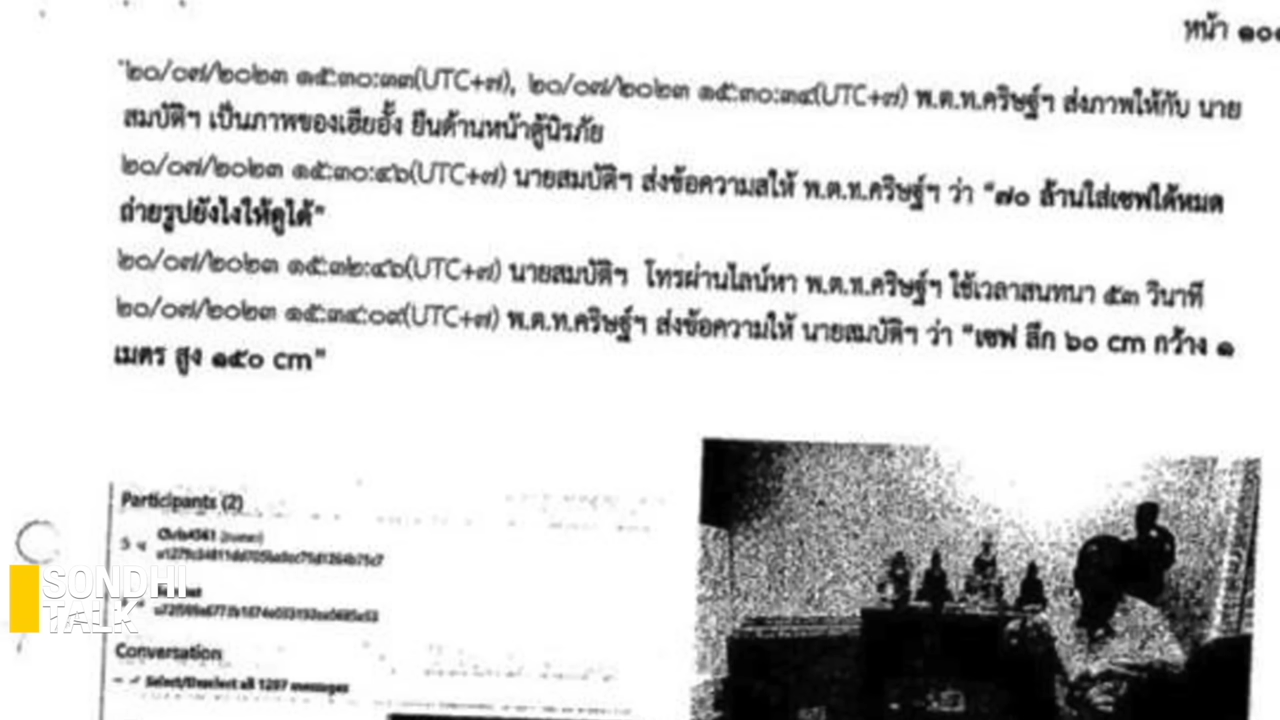 หน้า ๑๐
"๒๐/๐๗/๒๐๒๓ ๑๕:๓๐:๓๓(UTC+๗), ๒๐/๐๗/๒๐๒๓ ๑๕:๓๐:๓๔(UTC+๗) พ.ต.ท.คริษฐ์ฯ ส่งภาพให้กับ นาย
สมบัติฯ เป็นภาพของเฮียอั้ง ยืนด้านหน้าตู้นิรภัย
๒๐/๐๗/๒๐๒๓ ๑๕:๓๐:๔๖(UTC+๗) นายสมบัติฯ ส่งข้อความสให้ พ.ต.ท.คริษฐ์ฯ ว่า "๗๐ ล้านใส่เซฟได้หมด
ถ่ายรูปยังไงให้ดูได้"
๒๐/๐๗/๒๐๒๓ ๑๕:๓๒:๔๖(UTC+๗) นายสมบัติฯ โทรผ่านไลน์หา พ.ต.ท.คริษฐ์ฯ ใช้เวลาสนทนา ๕๓ วินาที
๒๐/๐๗/๒๐๒๓ ๑๕:๓๔:๐๙(UTC+๗) พ.ต.ท.คริษฐ์ฯ ส่งข้อความให้ นายสมบัติฯ ว่า "เซฟ ลึก ๖๐ cm กว้าง ๑
เมตร สูง ๑๕๐ cm"
Participants (2)
Chris4361 (owner)
SONDHI
TALK
Conversation
Select/Deselect all 1287 messages